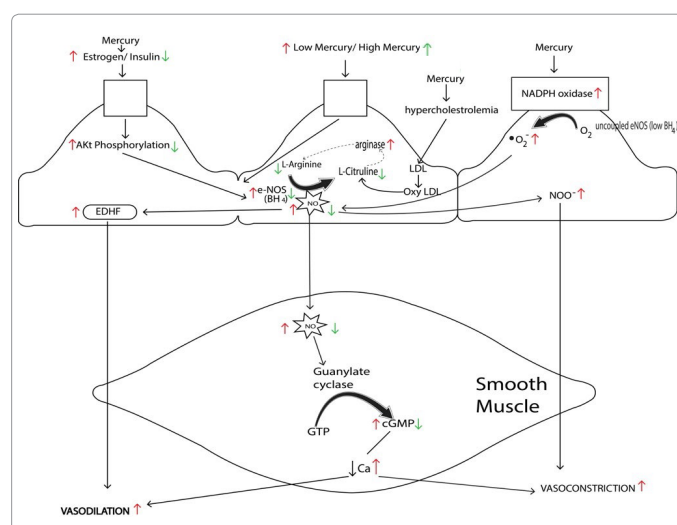 Mercury
↑ Estrogen/ Insulin ↓
↑ Low Mercury/ High Mercury ↑
Mercury
Mercury
hypercholestrolemia
NADPH oxidase ↑
•O₂⁻ ↑
O₂
uncoupled eNOS (low BH₄)
↑ AKt Phosphorylation ↓
arginase ↑
↓ L-Arginine
L-Citruline ↓
LDL
Oxy LDL
↑ e-NOS ↓
(BH₄)
↑ NO ↓
↑ EDHF
NOO⁻ ↑
↑ NO ↓
Guanylate
cyclase
Smooth
Muscle
GTP
↑ cGMP ↓
↓ Ca ↑
VASODILATION ↑
VASOCONSTRICTION ↑